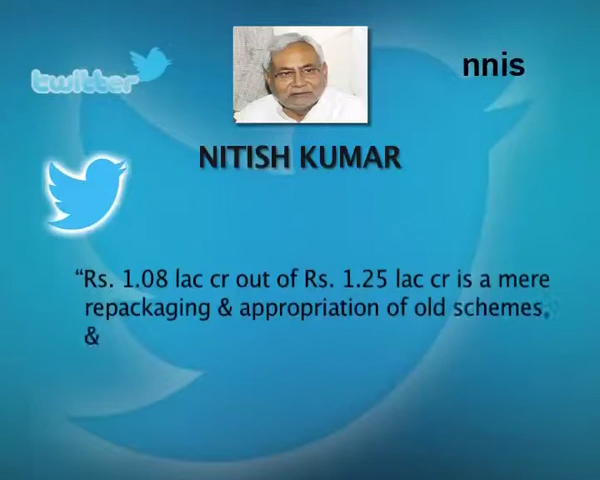 twitter
nnis
NITISH KUMAR
“Rs. 1.08 lac cr out of Rs. 1.25 lac cr is a mere
repackaging & appropriation of old schemes,
&